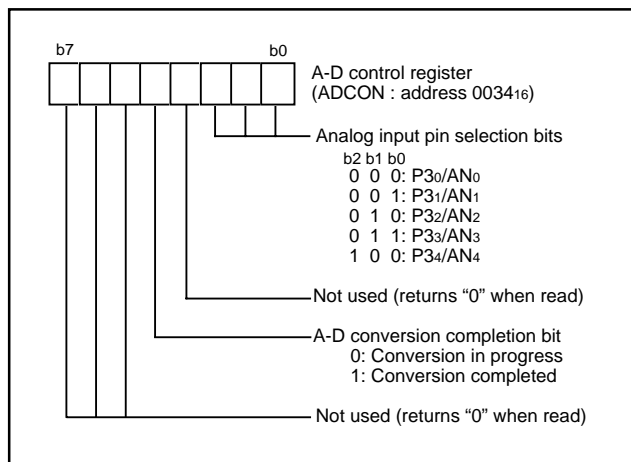 b7 b0
A-D control register
(ADCON : address 003416)
Analog input pin selection bits
b2 b1 b0
0 0 0: P30/AN0
0 0 1: P31/AN1
0 1 0: P32/AN2
0 1 1: P33/AN3
1 0 0: P34/AN4
Not used (returns “0” when read)
A-D conversion completion bit
0: Conversion in progress
1: Conversion completed
Not used (returns “0” when read)